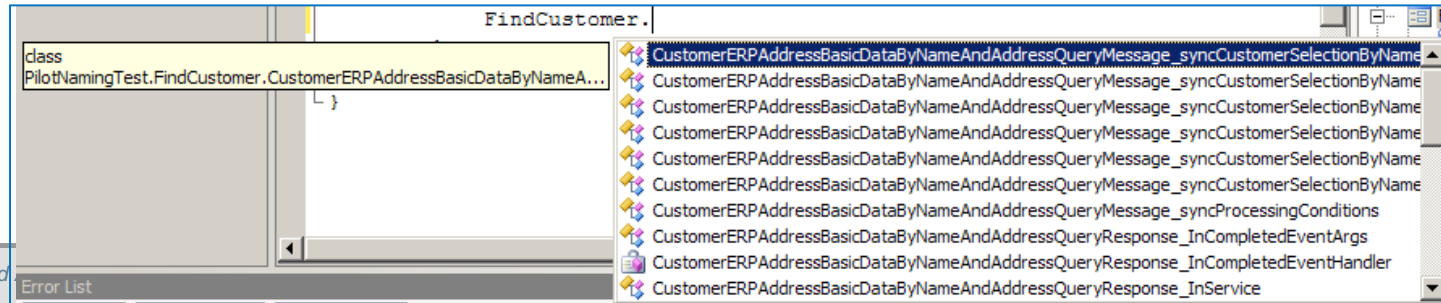 FindCustomer.
class
PilotNamingTest.FindCustomer.CustomerERPAddressBasicDataByNameA...
}
CustomerERPAddressBasicDataByNameAndAddressQueryMessage_syncCustomerSelectionByName
CustomerERPAddressBasicDataByNameAndAddressQueryMessage_syncCustomerSelectionByName
CustomerERPAddressBasicDataByNameAndAddressQueryMessage_syncCustomerSelectionByName
CustomerERPAddressBasicDataByNameAndAddressQueryMessage_syncCustomerSelectionByName
CustomerERPAddressBasicDataByNameAndAddressQueryMessage_syncCustomerSelectionByName
CustomerERPAddressBasicDataByNameAndAddressQueryMessage_syncCustomerSelectionByName
CustomerERPAddressBasicDataByNameAndAddressQueryMessage_syncProcessingConditions
CustomerERPAddressBasicDataByNameAndAddressQueryResponse_InCompletedEventArgs
CustomerERPAddressBasicDataByNameAndAddressQueryResponse_InCompletedEventHandler
CustomerERPAddressBasicDataByNameAndAddressQueryResponse_InService
Error List